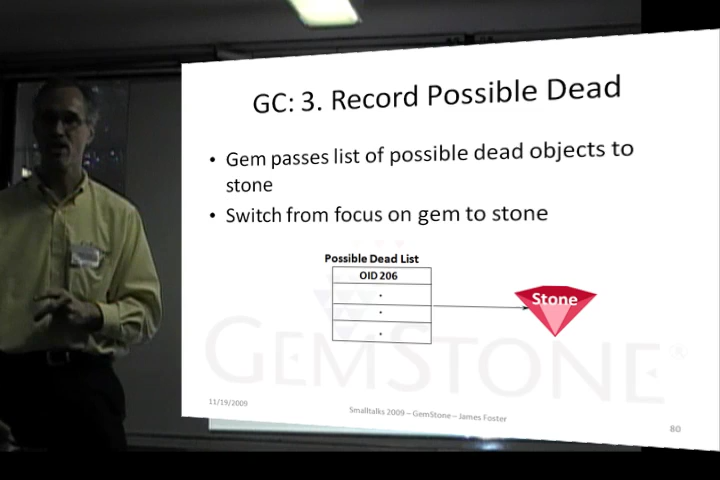 GC: 3. Record Possible Dead
• Gem passes list of possible dead objects to
stone
• Switch from focus on gem to stone
Possible Dead List
OID 206
.
.
.
Stone
GEMSTONE
11/19/2009
Smalltalks 2009 – GemStone – James Foster
80